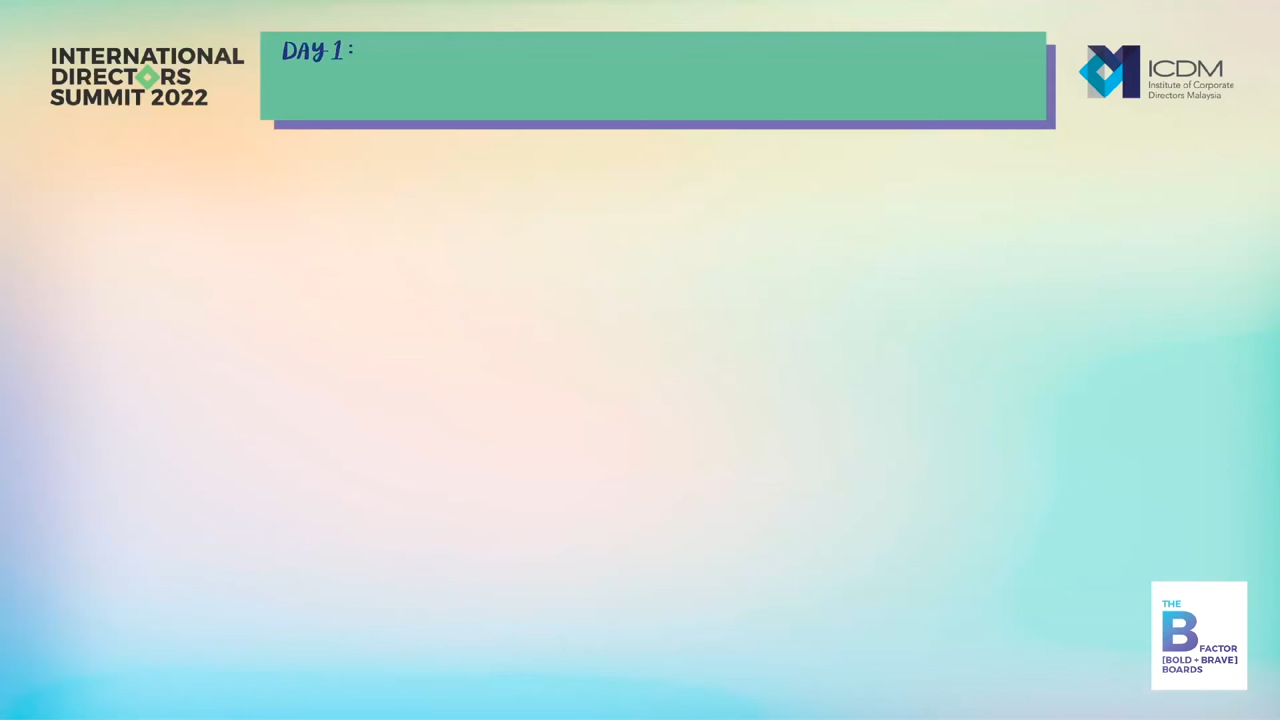 INTERNATIONAL
DIRECTORS
SUMMIT 2022
DAY 1:
ICDM
Institute of Corporate
Directors Malaysia
THE
B FACTOR
[BOLD + BRAVE]
BOARDS